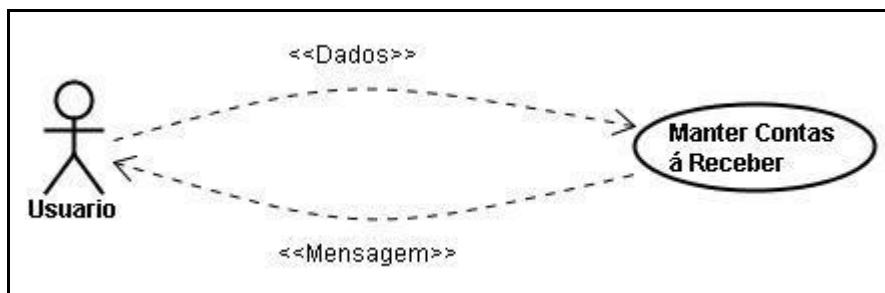 <<Dados>>
Manter Contas
á Receber
Usuario
<<Mensagem>>